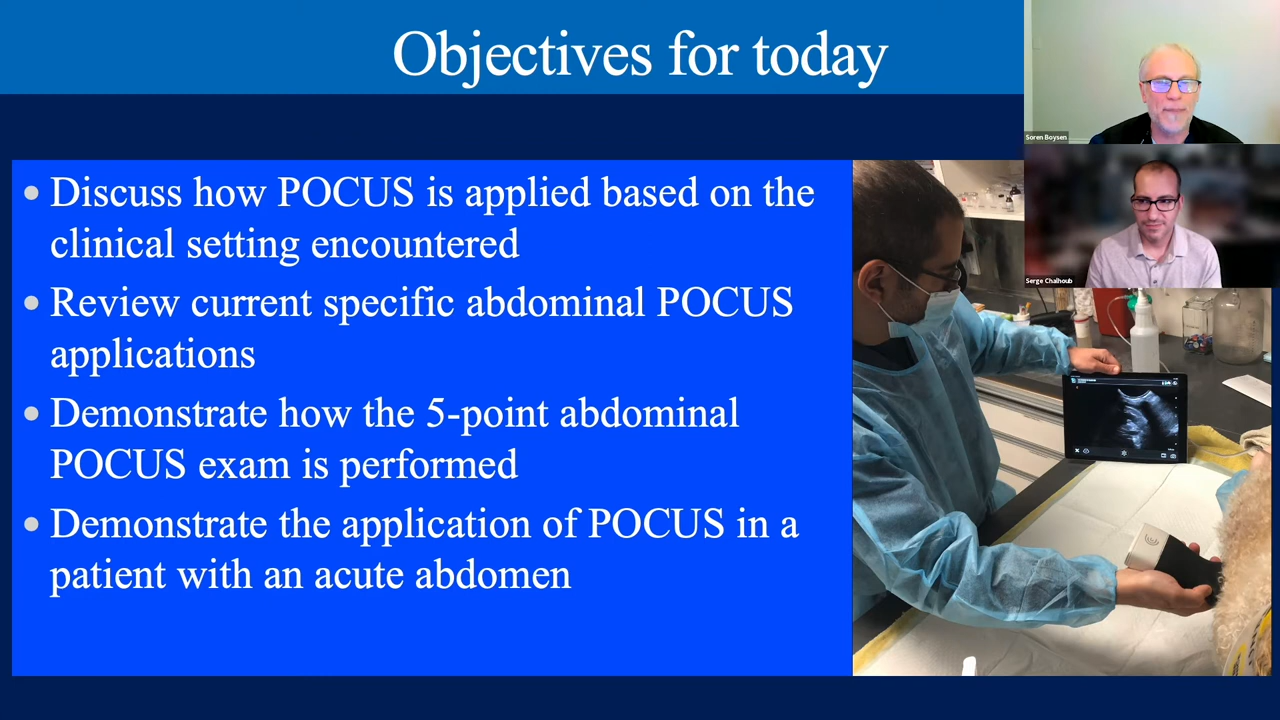 Objectives for today
Soren Boysen
Discuss how POCUS is applied based on the
clinical setting encountered
Review current specific abdominal POCUS
applications
Demonstrate how the 5-point abdominal
POCUS exam is performed
Demonstrate the application of POCUS in a
patient with an acute abdomen
Serge Chalhoub